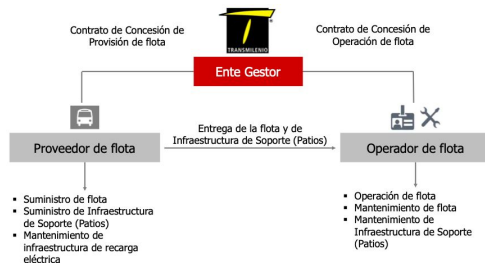 Contrato de Concesión de
Provisión de flota
TRANSMILENIO
Contrato de Concesión de
Operación de flota
Ente Gestor
Proveedor de flota
Entrega de la flota y de
Infraestructura de Soporte (Patios)
Operador de flota
▪ Suministro de flota
▪ Suministro de Infraestructura
de Soporte (Patios)
▪ Mantenimiento de
infraestructura de recarga
eléctrica
▪ Operación de flota
▪ Mantenimiento de flota
▪ Mantenimiento de
Infraestructura de Soporte
(Patios)